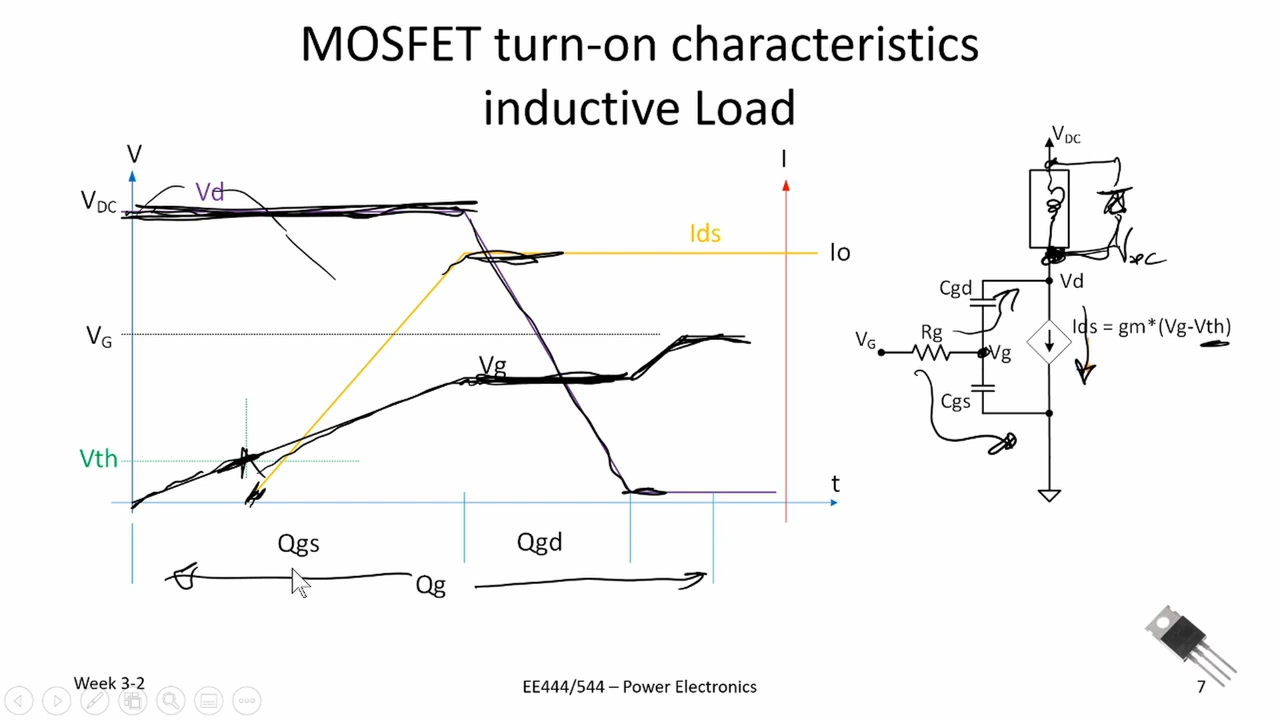 MOSFET turn-on characteristics
inductive Load
V
VDC
Vd
Ids
I
Io
VG
Vg
Vth
t
Qgs
Qgd
Qg
VDC
Vd
Cgd
Rg
VG
Vg
Ids = gm*(Vg-Vth)
Cgs
Week 3-2
EE444/544 – Power Electronics
7